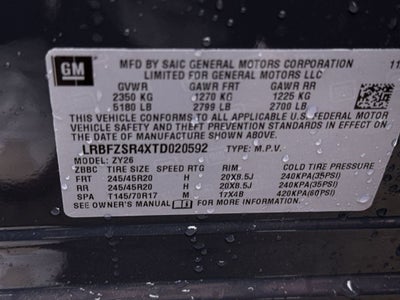 GM
MFD BY SAIC GENERAL MOTORS CORPORATION
LIMITED FOR GENERAL MOTORS LLC
11
GVWR GAWR FRT GAWR RR
2350 KG 1270 KG 1225 KG
5180 LB 2799 LB 2700 LB
THIS VEHICLE CONFORMS TO ALL APPLICABLE U.S. FEDERAL
MOTOR VEHICLE SAFETY, BUMPER, AND THEFT PREVENTION
STANDARDS IN EFFECT ON THE DATE OF MANUFACTURE SHOWN ABOVE.
LRBFZSR4XTD020592 TYPE: M.P.V.
MODEL: ZY26
ZBBC TIRE SIZE SPEED RTG RIM COLD TIRE PRESSURE
FRT 245/45R20 H 20X8.5J 240KPA(35PSI)
RR 245/45R20 H 20X8.5J 240KPA(35PSI)
SPA T145/70R17 M 17X4B 420KPA(60PSI)
SEE OWNER'S MANUAL